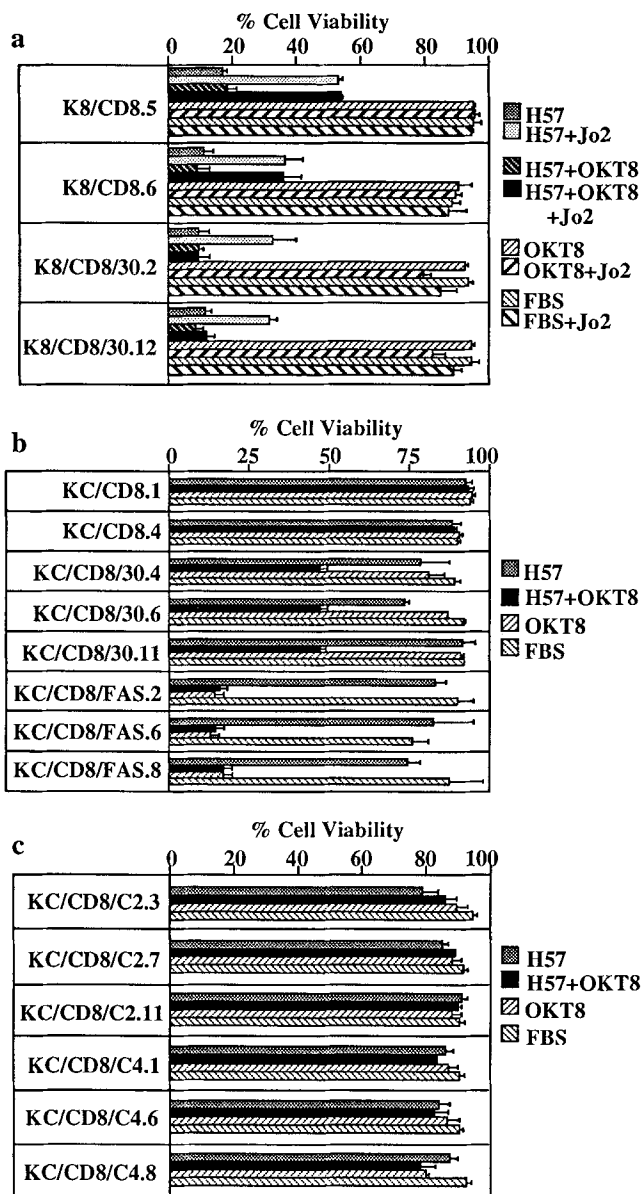 a
% Cell Viability
0 20 40 60 80 100
K8/CD8.5
K8/CD8.6
K8/CD8/30.2
K8/CD8/30.12
H57
H57+Jo2
H57+OKT8
H57+OKT8
+Jo2
OKT8
OKT8+Jo2
FBS
FBS+Jo2
b
% Cell Viability
0 25 50 75 100
KC/CD8.1
KC/CD8.4
KC/CD8/30.4
KC/CD8/30.6
KC/CD8/30.11
KC/CD8/FAS.2
KC/CD8/FAS.6
KC/CD8/FAS.8
H57
H57+OKT8
OKT8
FBS
c
% Cell Viability
0 20 40 60 80 100
KC/CD8/C2.3
KC/CD8/C2.7
KC/CD8/C2.11
KC/CD8/C4.1
KC/CD8/C4.6
KC/CD8/C4.8
H57
H57+OKT8
OKT8
FBS